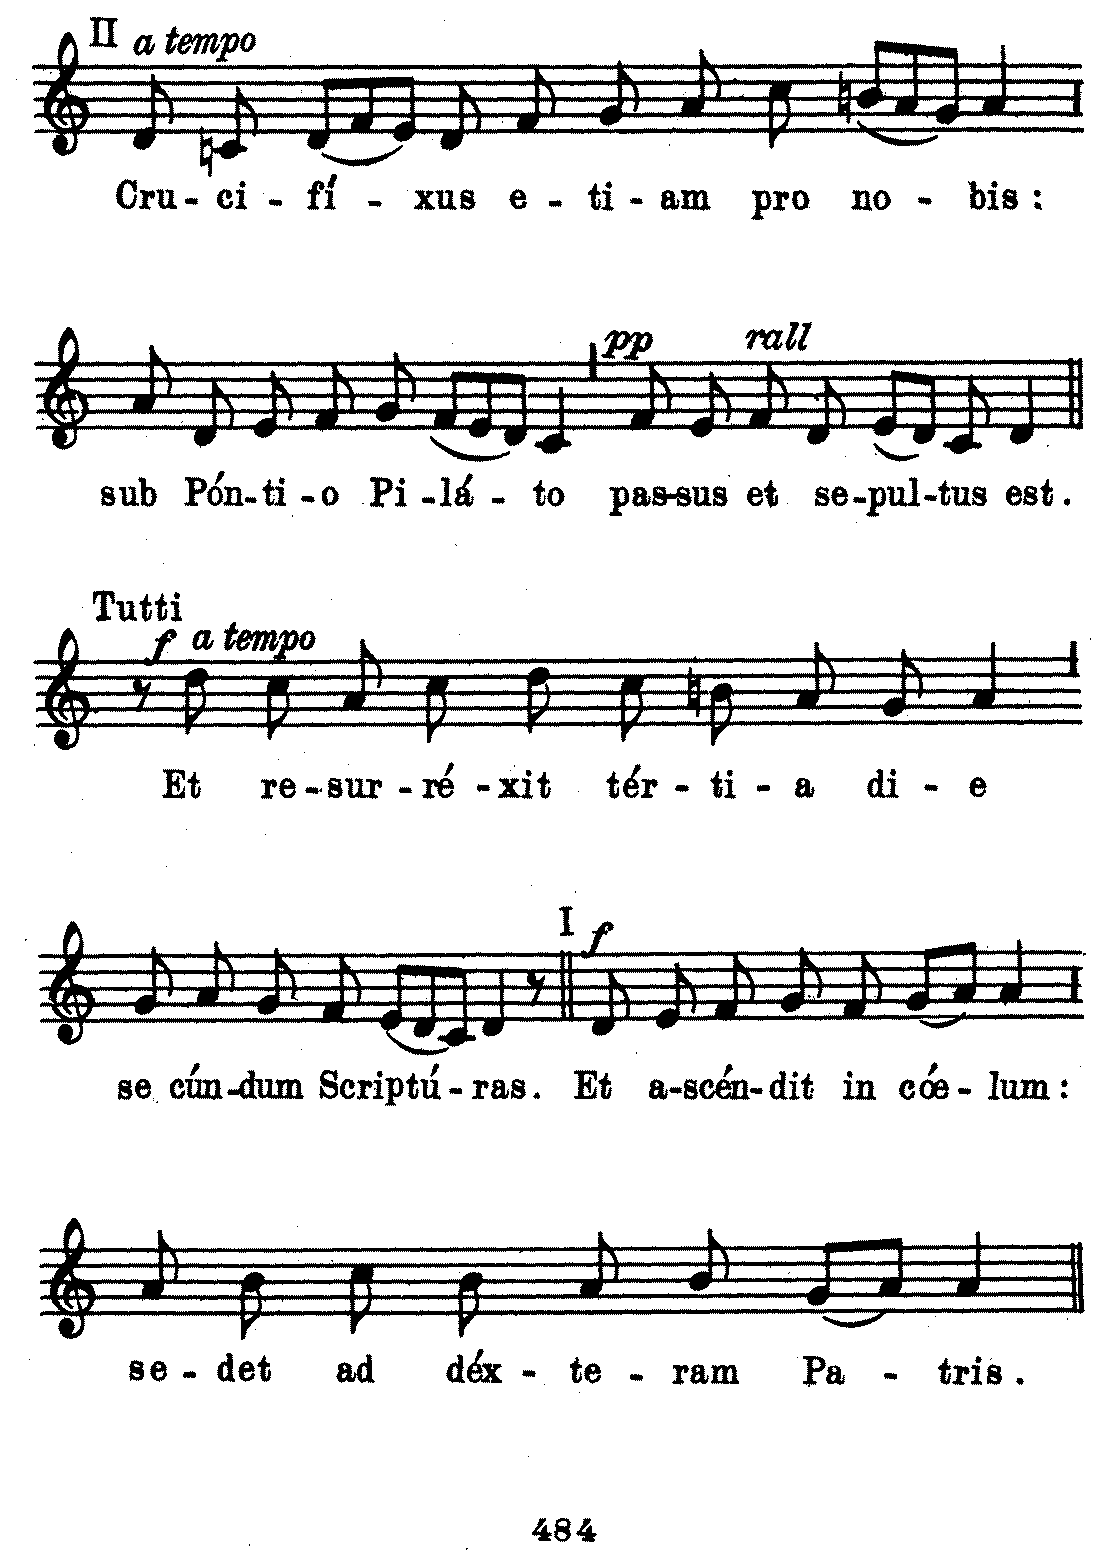 II a tempo
Cru - ci - fí - xus e - ti - am pro no - bis :
pp rall
sub Pón-ti - o Pi - lá - to pas-sus et se-pul-tus est.
Tutti
f a tempo
Et re-sur-ré-xit tér - ti - a di - e
I f
se cún-dum Scriptú-ras. Et a-scén-dit in cóe-lum:
se - det ad déx - te - ram Pa - tris .
484